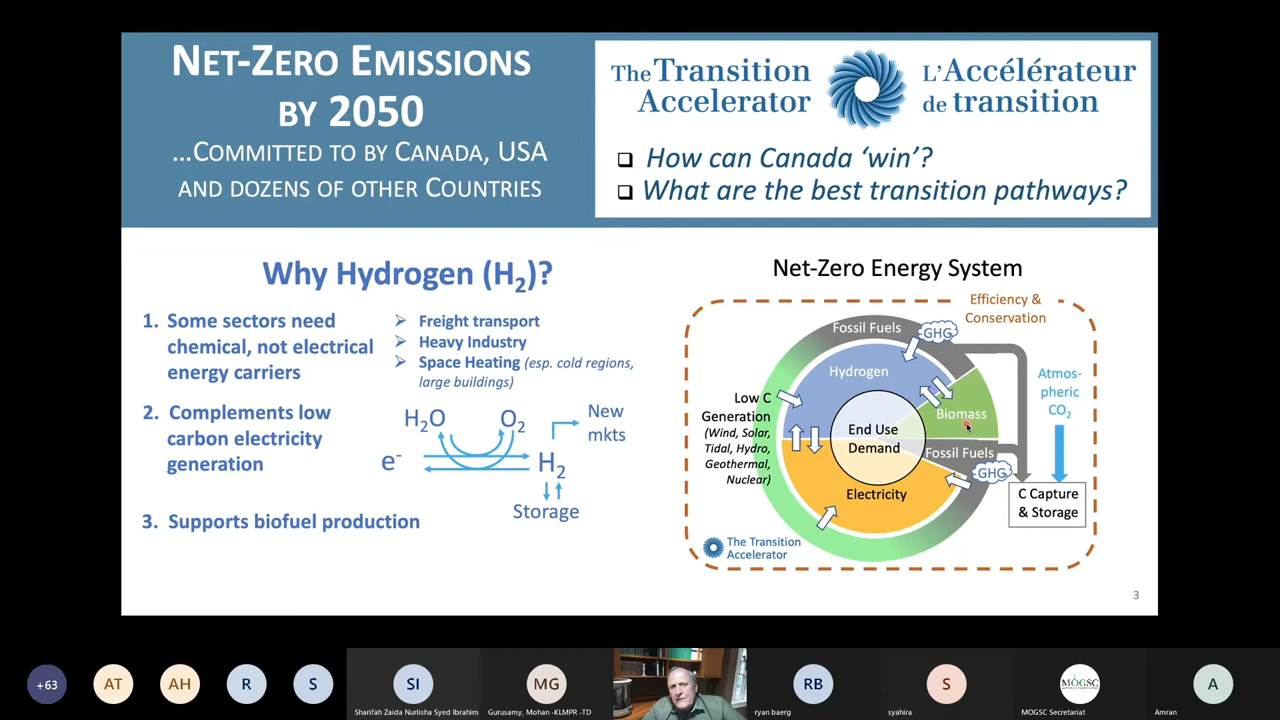 NET-ZERO EMISSIONS
BY 2050
...COMMITTED TO BY CANADA, USA
AND DOZENS OF OTHER COUNTRIES
The Transition
Accelerator
L'Accélérateur
de transition
❑ How can Canada 'win'?
❑ What are the best transition pathways?
Why Hydrogen (H₂)?
1. Some sectors need
chemical, not electrical
energy carriers
➢ Freight transport
➢ Heavy Industry
➢ Space Heating (esp. cold regions,
large buildings)
2. Complements low
carbon electricity
generation
H₂O
O₂
New
mkts
e⁻
H₂
Storage
3. Supports biofuel production
Net-Zero Energy System
Efficiency &
Conservation
Fossil Fuels
GHG
Hydrogen
Atmos-
pheric
CO₂
Low C
Generation
(Wind, Solar,
Tidal, Hydro,
Geothermal,
Nuclear)
Biomass
End Use
Demand
Fossil Fuels
GHG
Electricity
C Capture
& Storage
The Transition
Accelerator
3
+63
AT
AH
R
S
SI
MG
RB
S
MOGSC
A
Sharifah Zaida Nurlisha Syed Ibrahim
Gurusamy, Mohan -KLMPR -TD
ryan baerg
syahira
MOGSC Secretariat
Amran